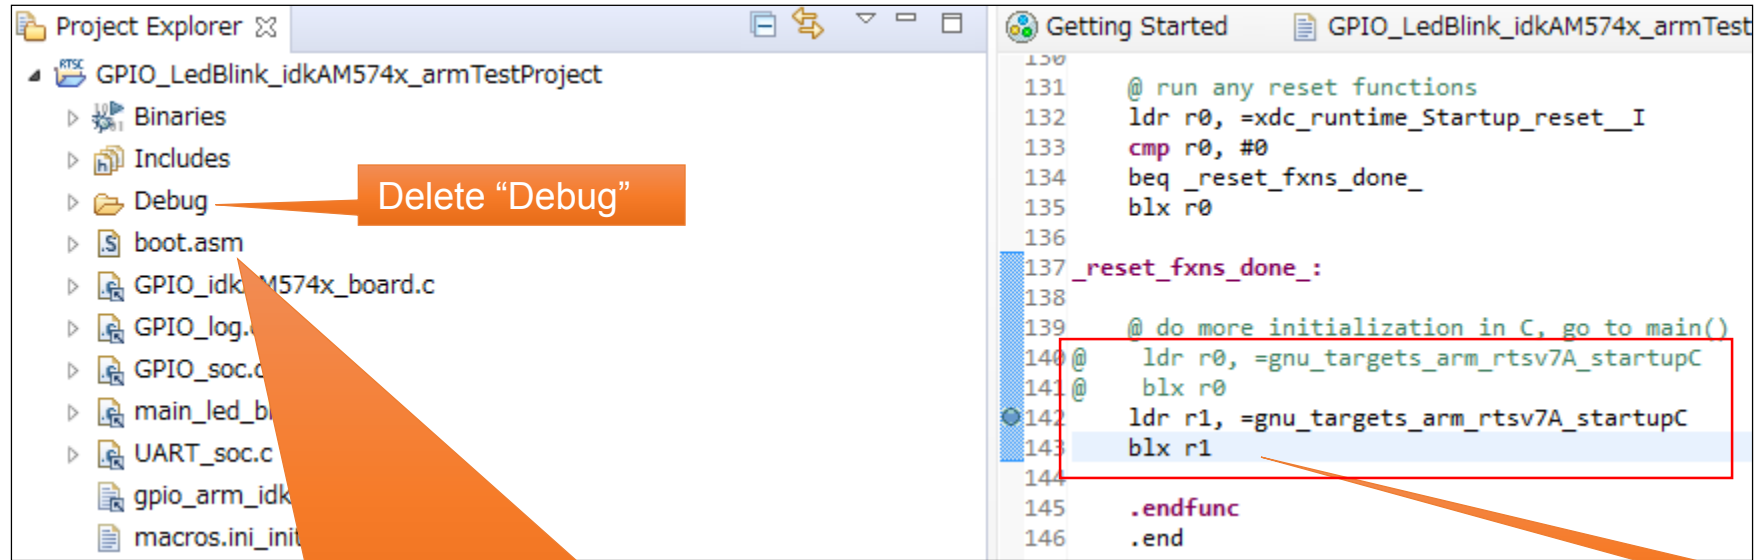 Project Explorer
GPIO_LedBlink_idkAM574x_armTestProject
Binaries
Includes
Debug
Delete “Debug”
boot.asm
GPIO_idk M574x_board.c
GPIO_log.
GPIO_soc.c
main_led_b
UART_soc.c
gpio_arm_idk
macros.ini_init
Getting Started
GPIO_LedBlink_idkAM574x_armTest
130
131 @ run any reset functions
132 ldr r0, =xdc_runtime_Startup_reset__I
133 cmp r0, #0
134 beq _reset_fxns_done_
135 blx r0
136
137 _reset_fxns_done_:
138
139 @ do more initialization in C, go to main()
140 @ ldr r0, =gnu_targets_arm_rtsv7A_startupC
141 @ blx r0
142 ldr r1, =gnu_targets_arm_rtsv7A_startupC
143 blx r1
144
145 .endfunc
146 .end